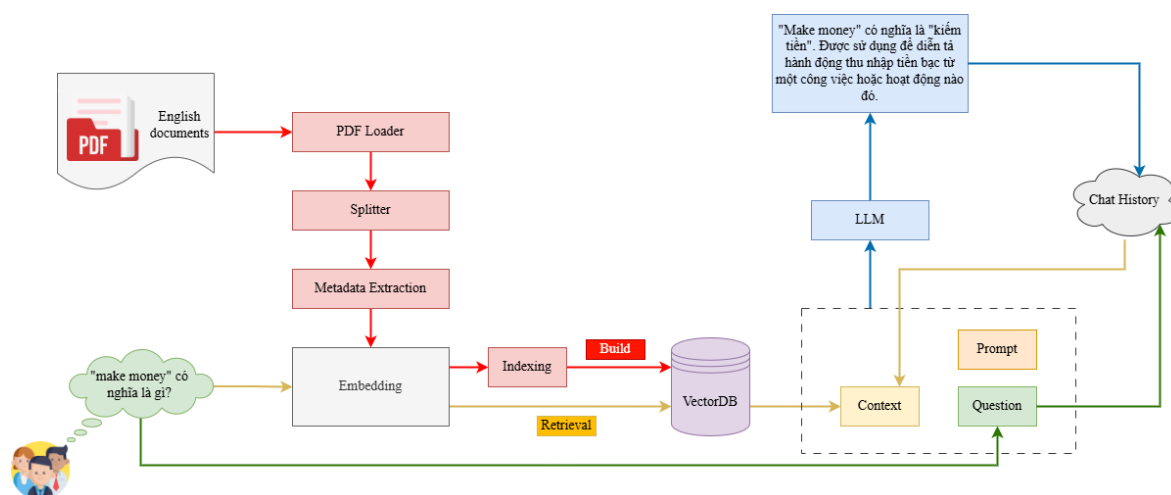 "Make money" có nghĩa là "kiếm
tiền". Được sử dụng để diễn tả
hành động thu nhập tiền bạc từ
một công việc hoặc hoạt động nào
đó.
English
documents
PDF
PDF Loader
Splitter
Chat History
LLM
Metadata Extraction
"make money" có
nghĩa là gì?
Embedding
Indexing
Build
Retrieval
VectorDB
Prompt
Context
Question